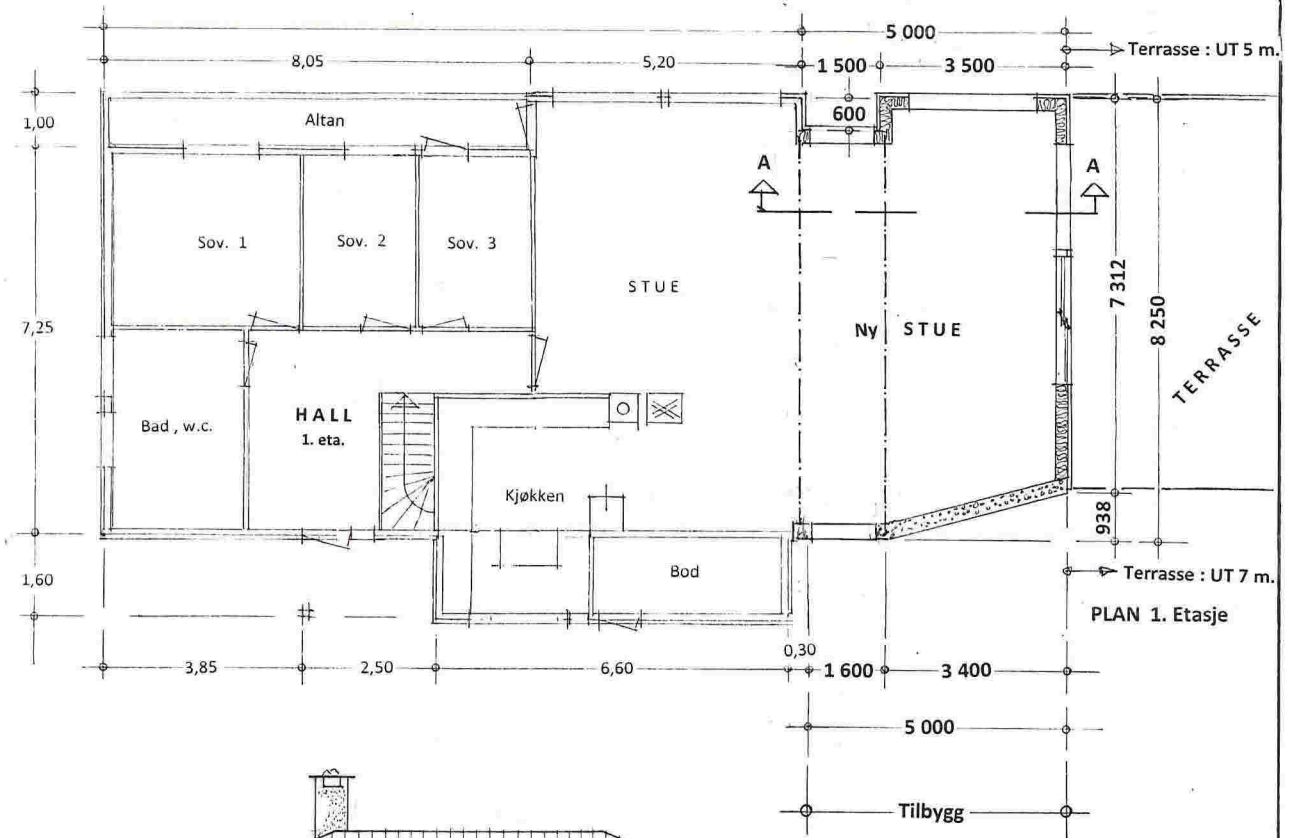 5 000
Terrasse : UT 5 m.
8,05
5,20
1 500
3 500
1,00
Altan
600
A
A
Sov. 1
Sov. 2
Sov. 3
STUE
7,25
Ny STUE
7 312
8 250
TERRASSE
HALL
1. eta.
Bad , w.c.
Kjøkken
938
1,60
Bod
Terrasse : UT 7 m.
PLAN 1. Etasje
0,30
3,85
2,50
6,60
1 600
3 400
5 000
Tilbygg